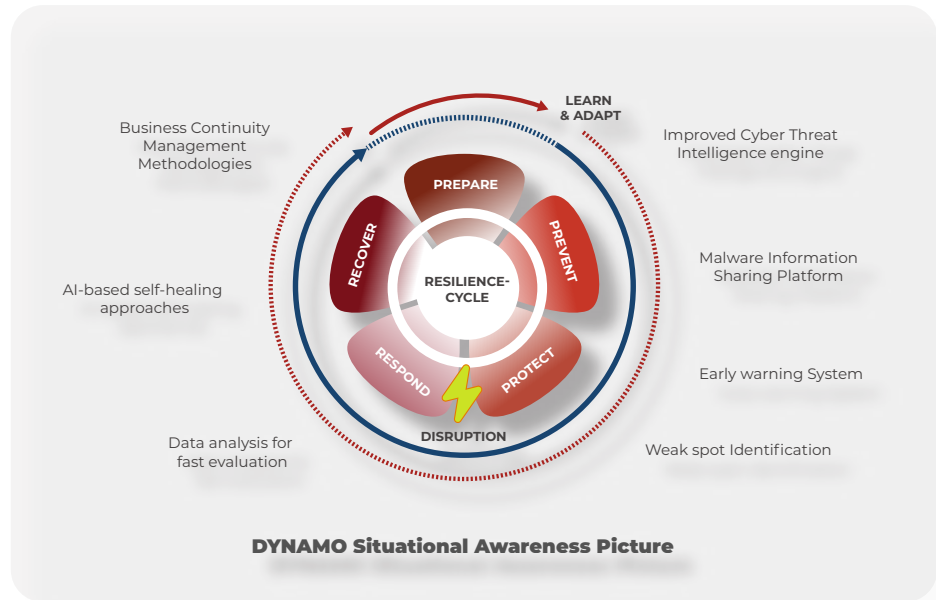 LEARN
& ADAPT
Business Continuity
Management
Methodologies
Improved Cyber Threat
Intelligence engine
PREPARE
RECOVER
PREVENT
RESILIENCE-
CYCLE
Malware Information
Sharing Platform
AI-based self-healing
approaches
RESPOND
PROTECT
Early warning System
DISRUPTION
Data analysis for
fast evaluation
Weak spot Identification
DYNAMO Situational Awareness Picture